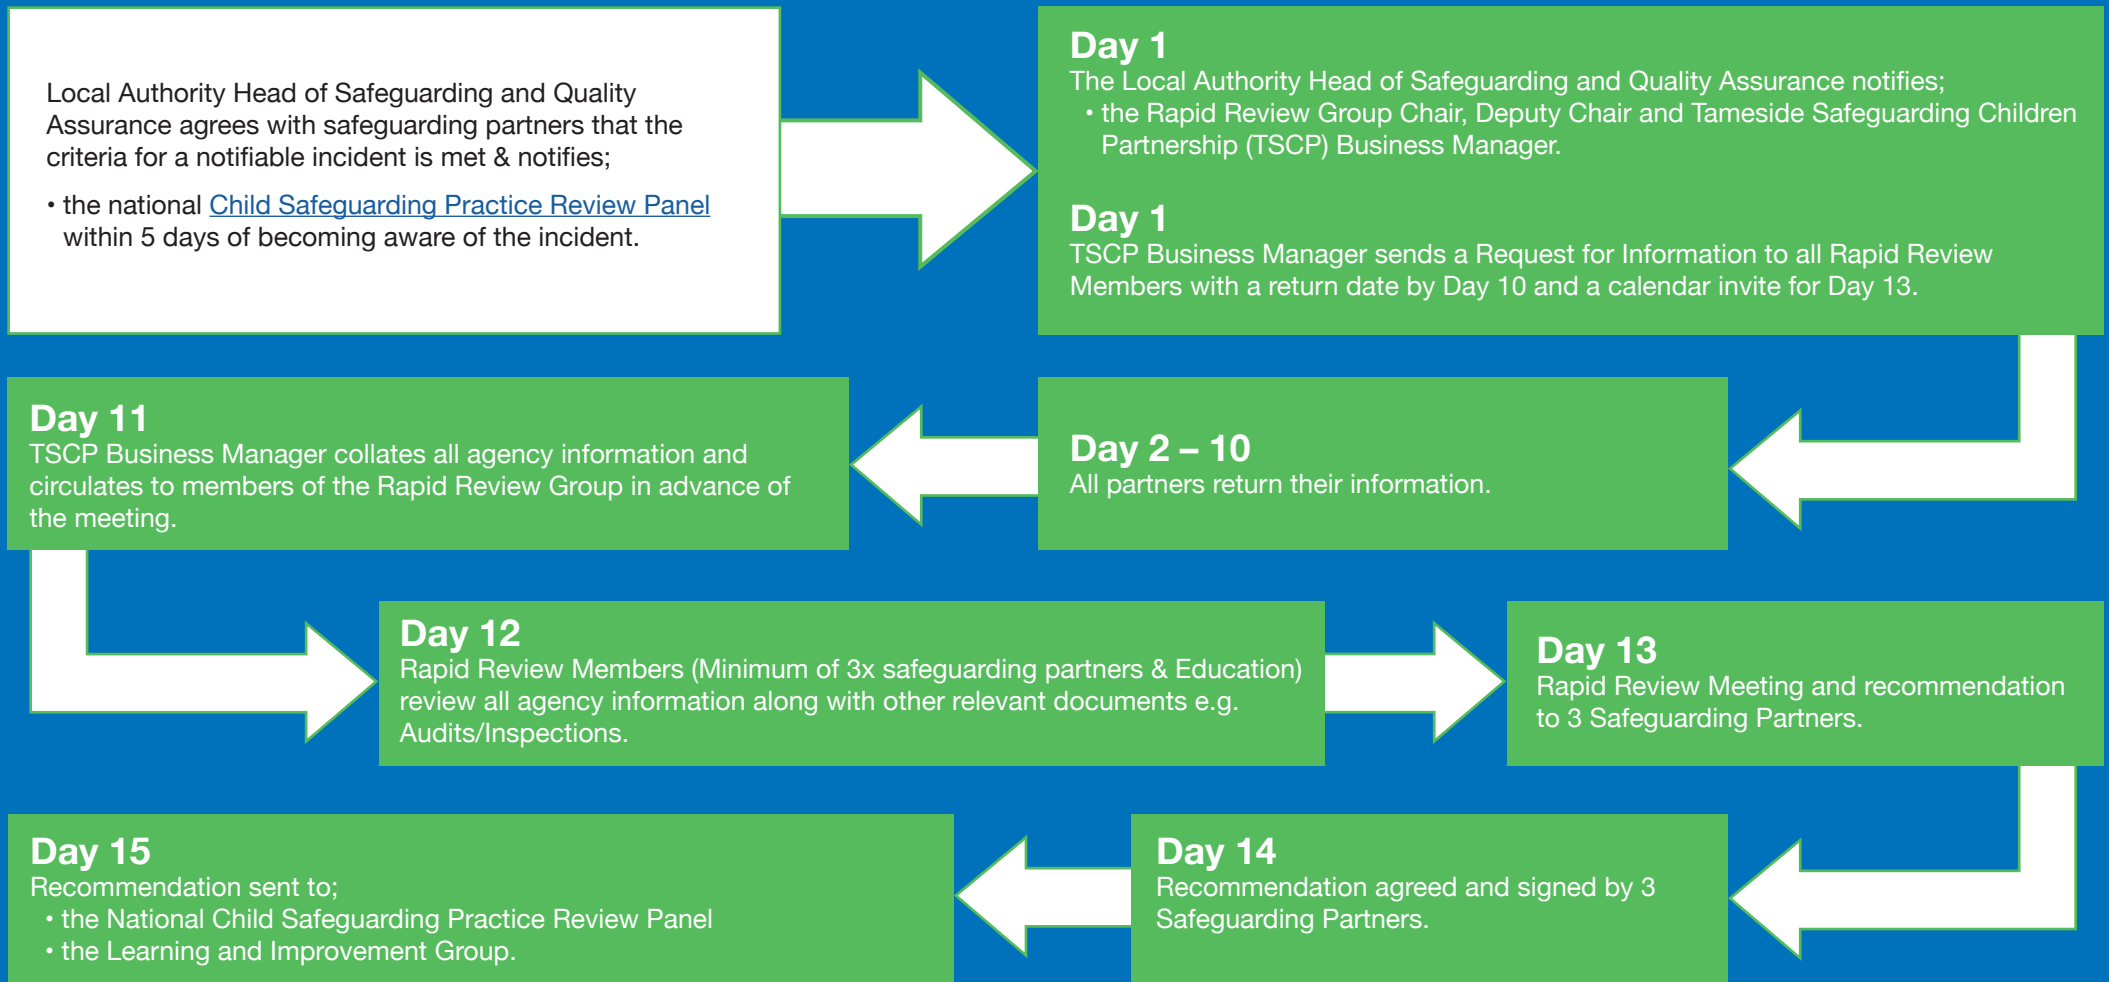 Local Authority Head of Safeguarding and Quality
Assurance agrees with safeguarding partners that the
criteria for a notifiable incident is met & notifies;
• the national Child Safeguarding Practice Review Panel
within 5 days of becoming aware of the incident.
Day 1
The Local Authority Head of Safeguarding and Quality Assurance notifies;
• the Rapid Review Group Chair, Deputy Chair and Tameside Safeguarding Children
Partnership (TSCP) Business Manager.
Day 1
TSCP Business Manager sends a Request for Information to all Rapid Review
Members with a return date by Day 10 and a calendar invite for Day 13.
Day 2 – 10
All partners return their information.
Day 11
TSCP Business Manager collates all agency information and
circulates to members of the Rapid Review Group in advance of
the meeting.
Day 12
Rapid Review Members (Minimum of 3x safeguarding partners & Education)
review all agency information along with other relevant documents e.g.
Audits/Inspections.
Day 13
Rapid Review Meeting and recommendation
to 3 Safeguarding Partners.
Day 14
Recommendation agreed and signed by 3
Safeguarding Partners.
Day 15
Recommendation sent to;
• the National Child Safeguarding Practice Review Panel
• the Learning and Improvement Group.